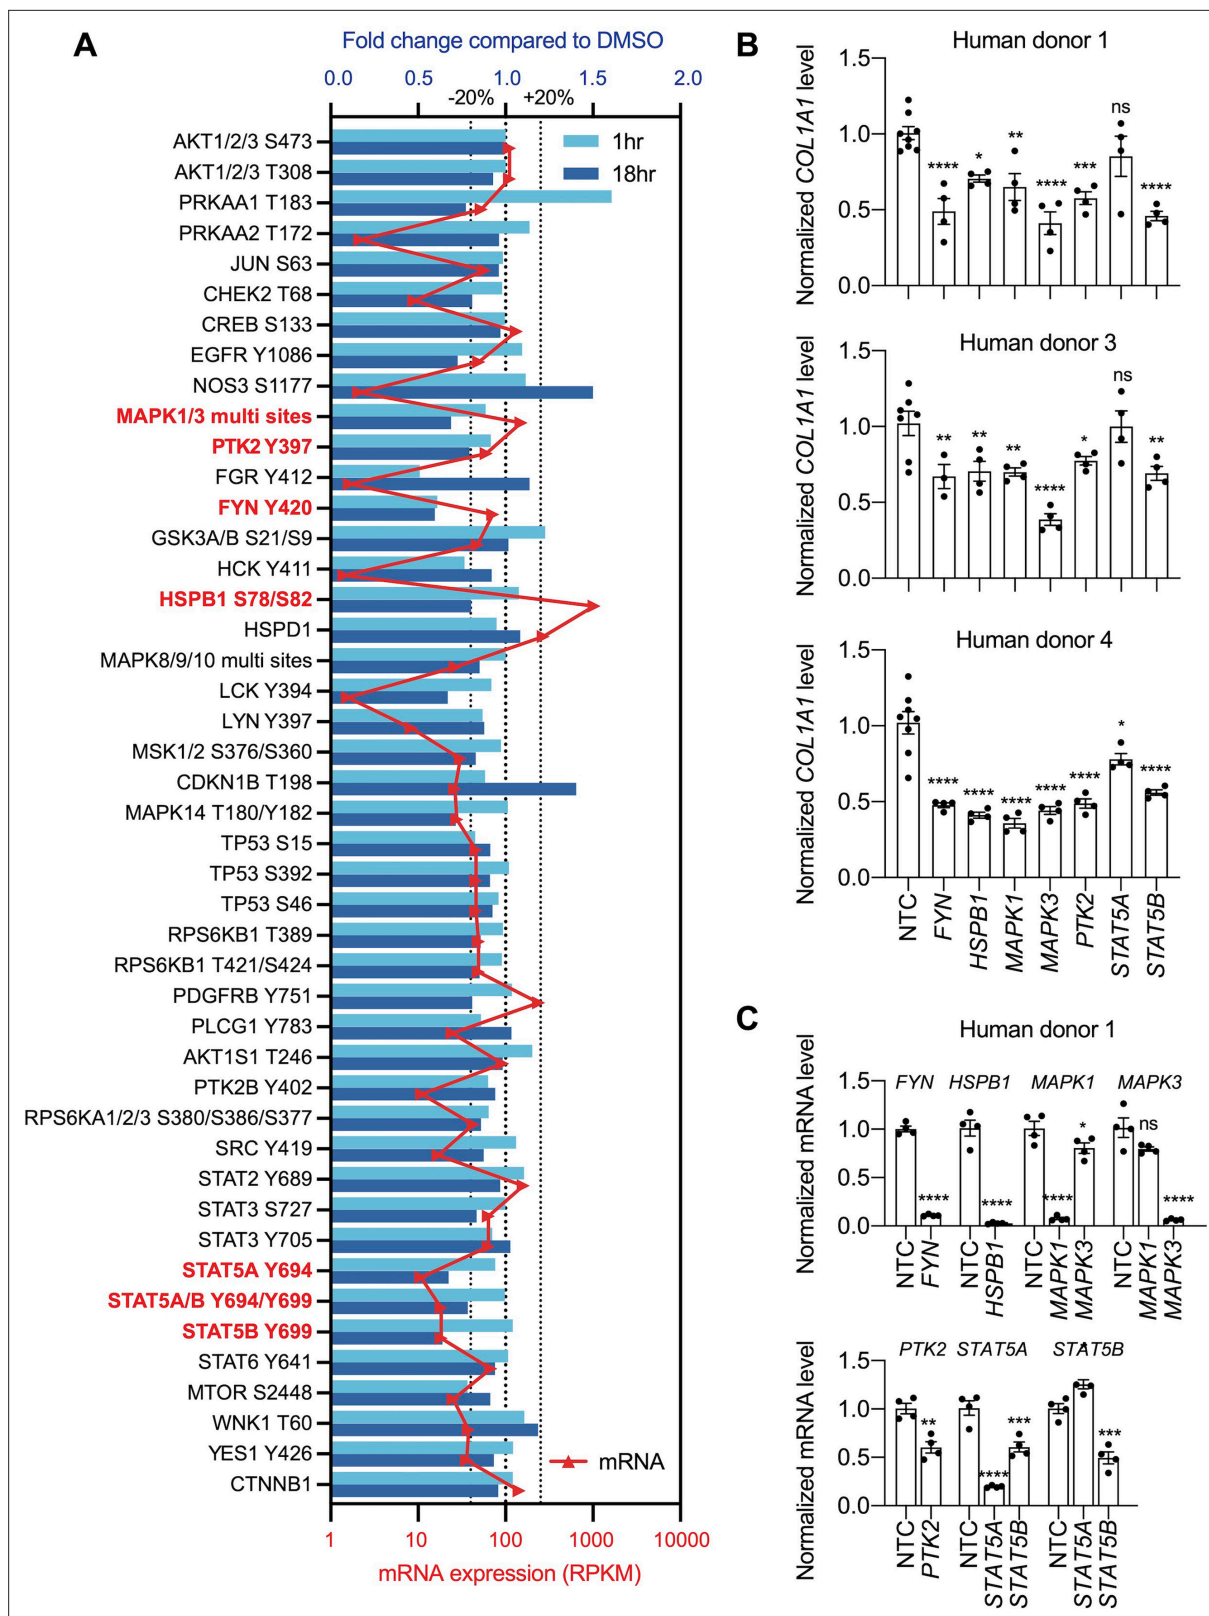 A
Fold change compared to DMSO
0.0 0.5 1.0 1.5 2.0
-20% +20%
1hr
18hr
AKT1/2/3 S473
AKT1/2/3 T308
PRKAA1 T183
PRKAA2 T172
JUN S63
CHEK2 T68
CREB S133
EGFR Y1086
NOS3 S1177
MAPK1/3 multi sites
PTK2 Y397
FGR Y412
FYN Y420
GSK3A/B S21/S9
HCK Y411
HSPB1 S78/S82
HSPD1
MAPK8/9/10 multi sites
LCK Y394
LYN Y397
MSK1/2 S376/S360
CDKN1B T198
MAPK14 T180/Y182
TP53 S15
TP53 S392
TP53 S46
RPS6KB1 T389
RPS6KB1 T421/S424
PDGFRB Y751
PLCG1 Y783
AKT1S1 T246
PTK2B Y402
RPS6KA1/2/3 S380/S386/S377
SRC Y419
STAT2 Y689
STAT3 S727
STAT3 Y705
STAT5A Y694
STAT5A/B Y694/Y699
STAT5B Y699
STAT6 Y641
MTOR S2448
WNK1 T60
YES1 Y426
CTNNB1
mRNA
1 10 100 1000 10000
mRNA expression (RPKM)
B
Human donor 1
Normalized COL1A1 level
1.5
1.0
0.5
0.0
**** * ** **** *** ns ****
Human donor 3
Normalized COL1A1 level
1.5
1.0
0.5
0.0
** ** ** **** * ns **
Human donor 4
Normalized COL1A1 level
1.5
1.0
0.5
0.0
**** **** **** **** **** * ****
NTC FYN HSPB1 MAPK1 MAPK3 PTK2 STAT5A STAT5B
C
Human donor 1
Normalized mRNA level
1.5
1.0
0.5
0.0
FYN HSPB1 MAPK1 MAPK3
**** **** **** * ns ****
NTC FYN NTC HSPB1 NTC MAPK1 MAPK3 NTC MAPK1 MAPK3
Normalized mRNA level
1.5
1.0
0.5
0.0
PTK2 STAT5A STAT5B
** **** *** * ***
NTC PTK2 NTC STAT5A STAT5B NTC STAT5A STAT5B